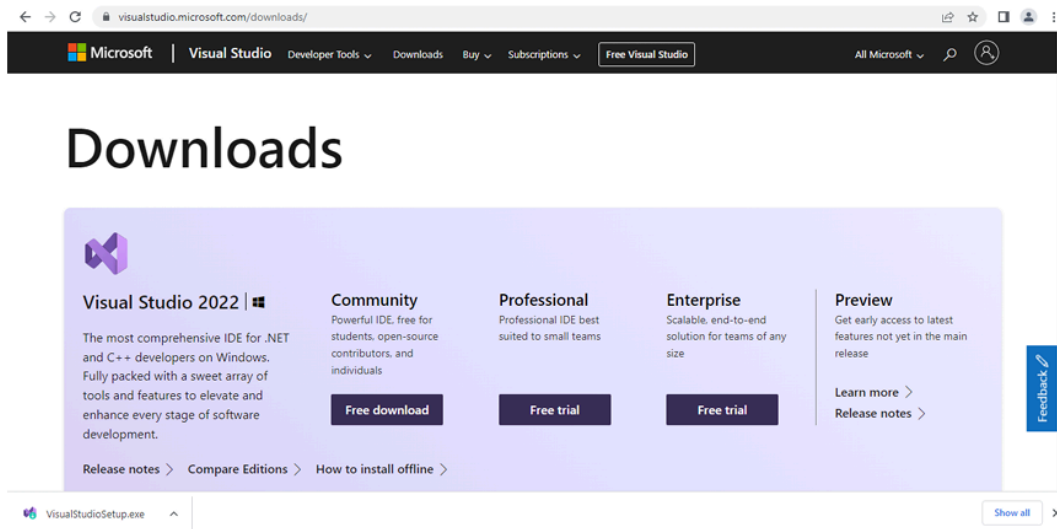 visualstudio.microsoft.com/downloads/
Microsoft | Visual Studio Developer Tools Downloads Buy Subscriptions Free Visual Studio All Microsoft
Downloads
Visual Studio 2022
The most comprehensive IDE for .NET
and C++ developers on Windows.
Fully packed with a sweet array of
tools and features to elevate and
enhance every stage of software
development.
Community
Powerful IDE, free for
students, open-source
contributors, and
individuals
Free download
Professional
Professional IDE best
suited to small teams
Free trial
Enterprise
Scalable, end-to-end
solution for teams of any
size
Free trial
Preview
Get early access to latest
features not yet in the main
release
Learn more
Release notes
Release notes Compare Editions How to install offline
Feedback
VisualStudioSetup.exe Show all